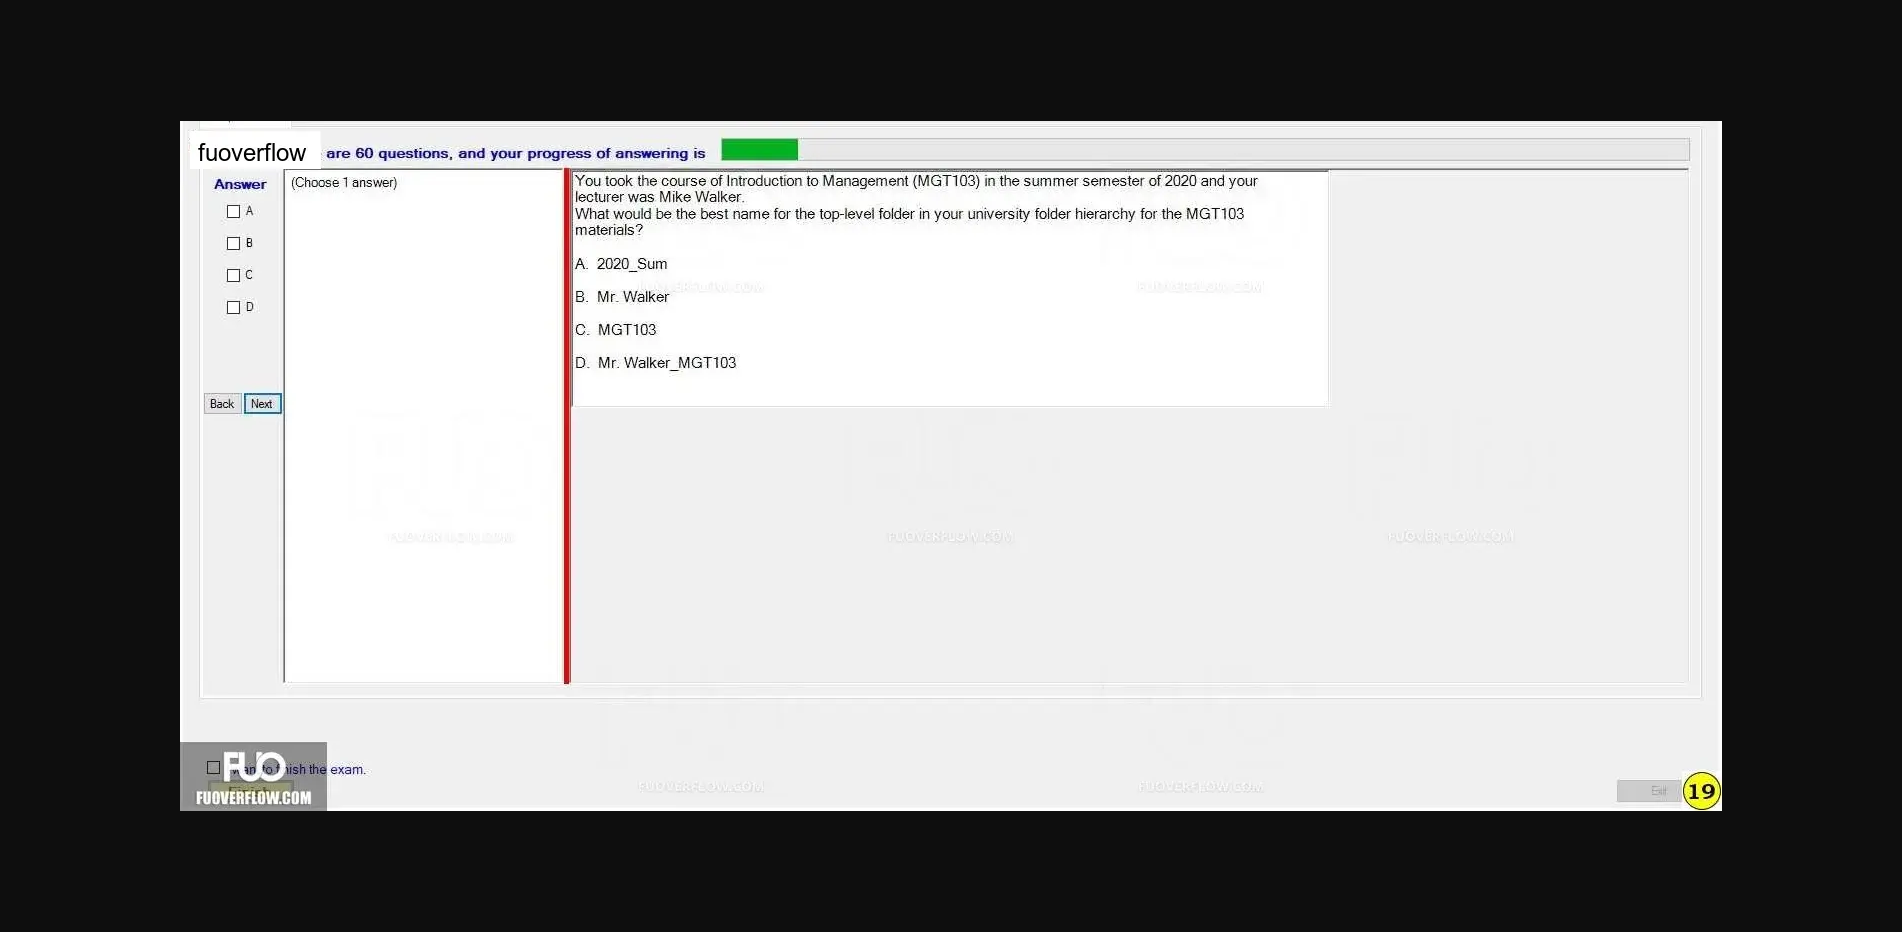 fuoverflow are 60 questions, and your progress of answering is
Answer
(Choose 1 answer)
A
B
C
D
Back Next
You took the course of Introduction to Management (MGT103) in the summer semester of 2020 and your
lecturer was Mike Walker.
What would be the best name for the top-level folder in your university folder hierarchy for the MGT103
materials?
A. 2020_Sum
B. Mr. Walker
C. MGT103
D. Mr. Walker_MGT103
FUOVERFLOW.COM FUOVERFLOW.COM
FUOVERFLOW.COM FUOVERFLOW.COM FUOVERFLOW.COM
FUO
want to finish the exam.
FUOVERFLOW.COM
FUOVERFLOW.COM FUOVERFLOW.COM
Exit
19